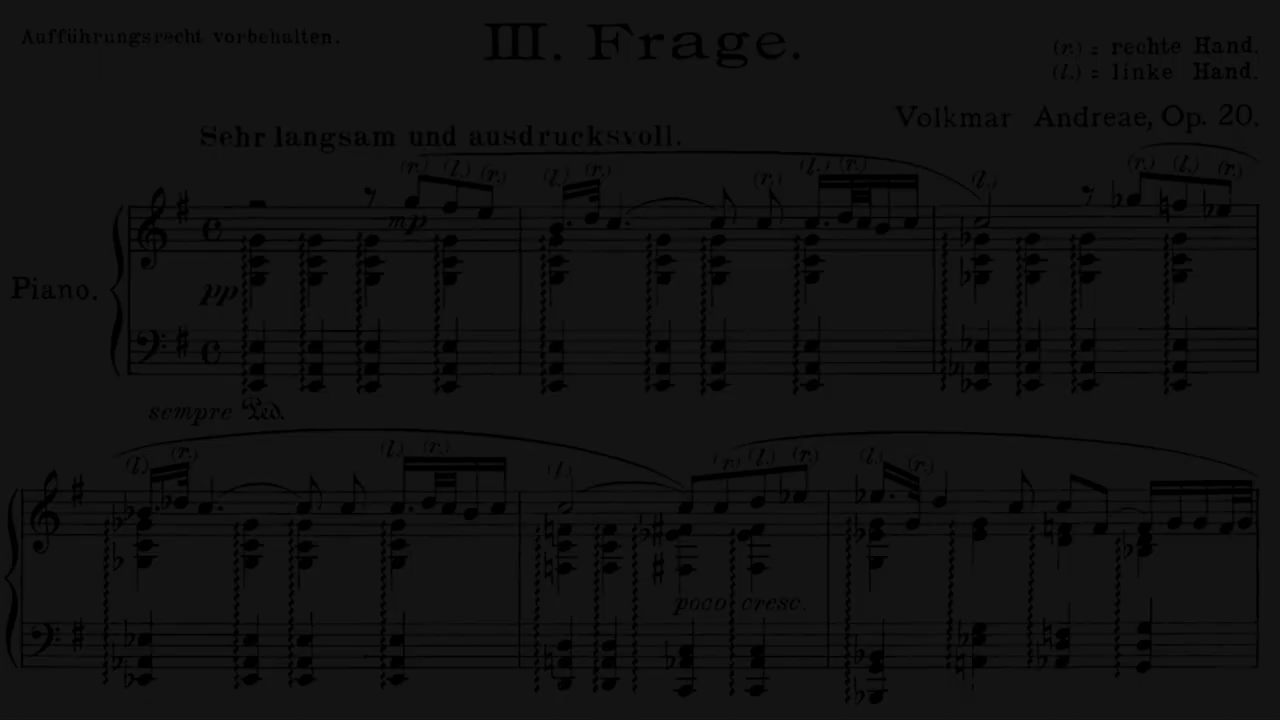 Aufführungsrecht vorbehalten.
III. Frage.
(r.) = rechte Hand.
(l.) = linke Hand.
Volkmar Andreae, Op. 20.
Sehr langsam und ausdrucksvoll.
(r.) (l.) (r.) (l.) (r.) (r.) (l.) (r.) (l.) (r.) (l.) (r.)
mp
Piano.
pp
sempre Ped.
(l.) (r.) (l.) (r.) (l.) (r.) (l.) (r.) (l.) (r.)
poco cresc.